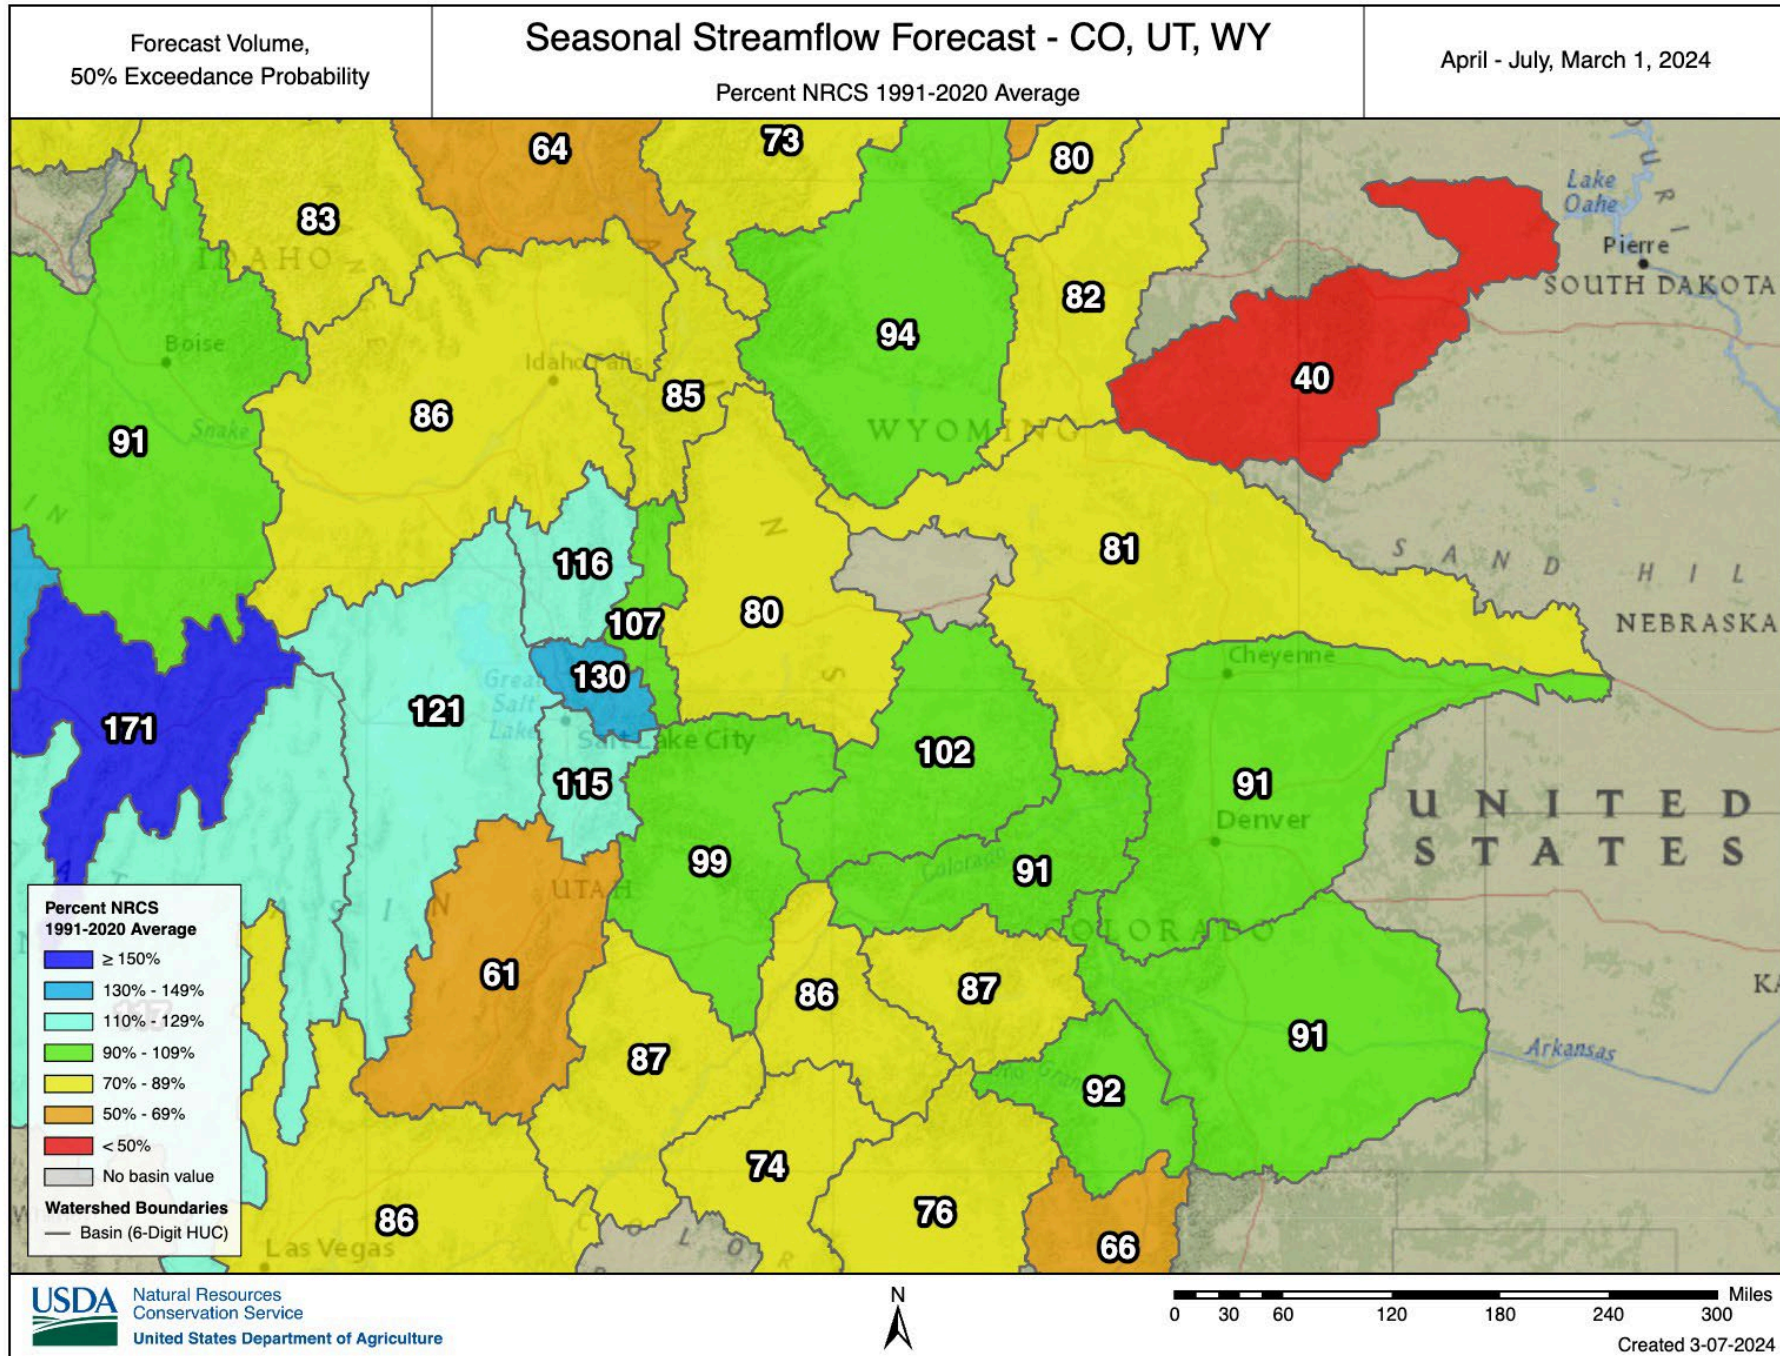 Forecast Volume,
50% Exceedance Probability
Seasonal Streamflow Forecast - CO, UT, WY
Percent NRCS 1991-2020 Average
April - July, March 1, 2024
64
73
80
83
Lake
Oahe
Pierre
IDAHO
SOUTH DAKOTA
82
94
Boise
Idaho Falls
40
85
86
WYOMING
91
Snake
81
116
SAND HIL
80
107
NEBRASKA
Cheyenne
130
Great
Salt
Lake
121
171
Salt Lake City
102
115
91
UNITED
STATES
Denver
99
91
Colorado
UTAH
COLORADO
61
86
87
91
Arkansas
87
92
74
76
86
66
Las Vegas
COLOR
Percent NRCS
1991-2020 Average
≥ 150%
130% - 149%
110% - 129%
90% - 109%
70% - 89%
50% - 69%
< 50%
No basin value
Watershed Boundaries
Basin (6-Digit HUC)
USDA
Natural Resources
Conservation Service
United States Department of Agriculture
N
Miles
0 30 60 120 180 240 300
Created 3-07-2024